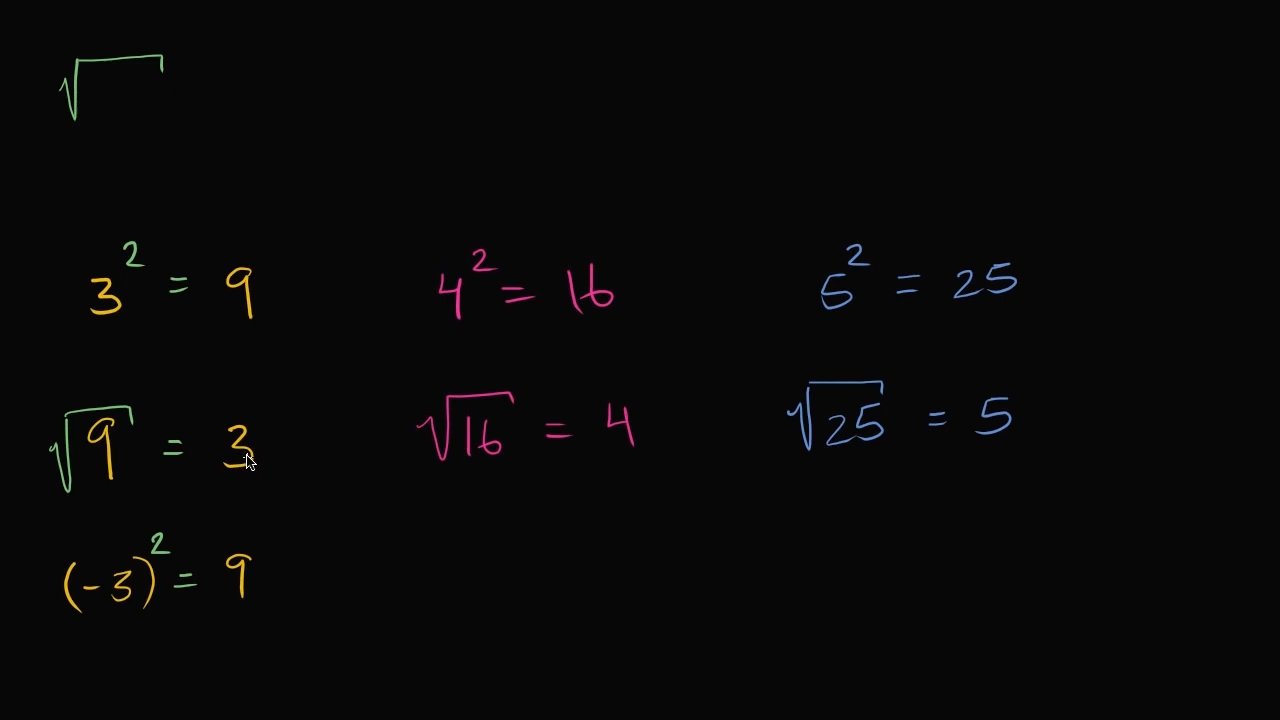 √
3² = 9
4² = 16
5² = 25
√9 = 3
√16 = 4
√25 = 5
(-3)² = 9